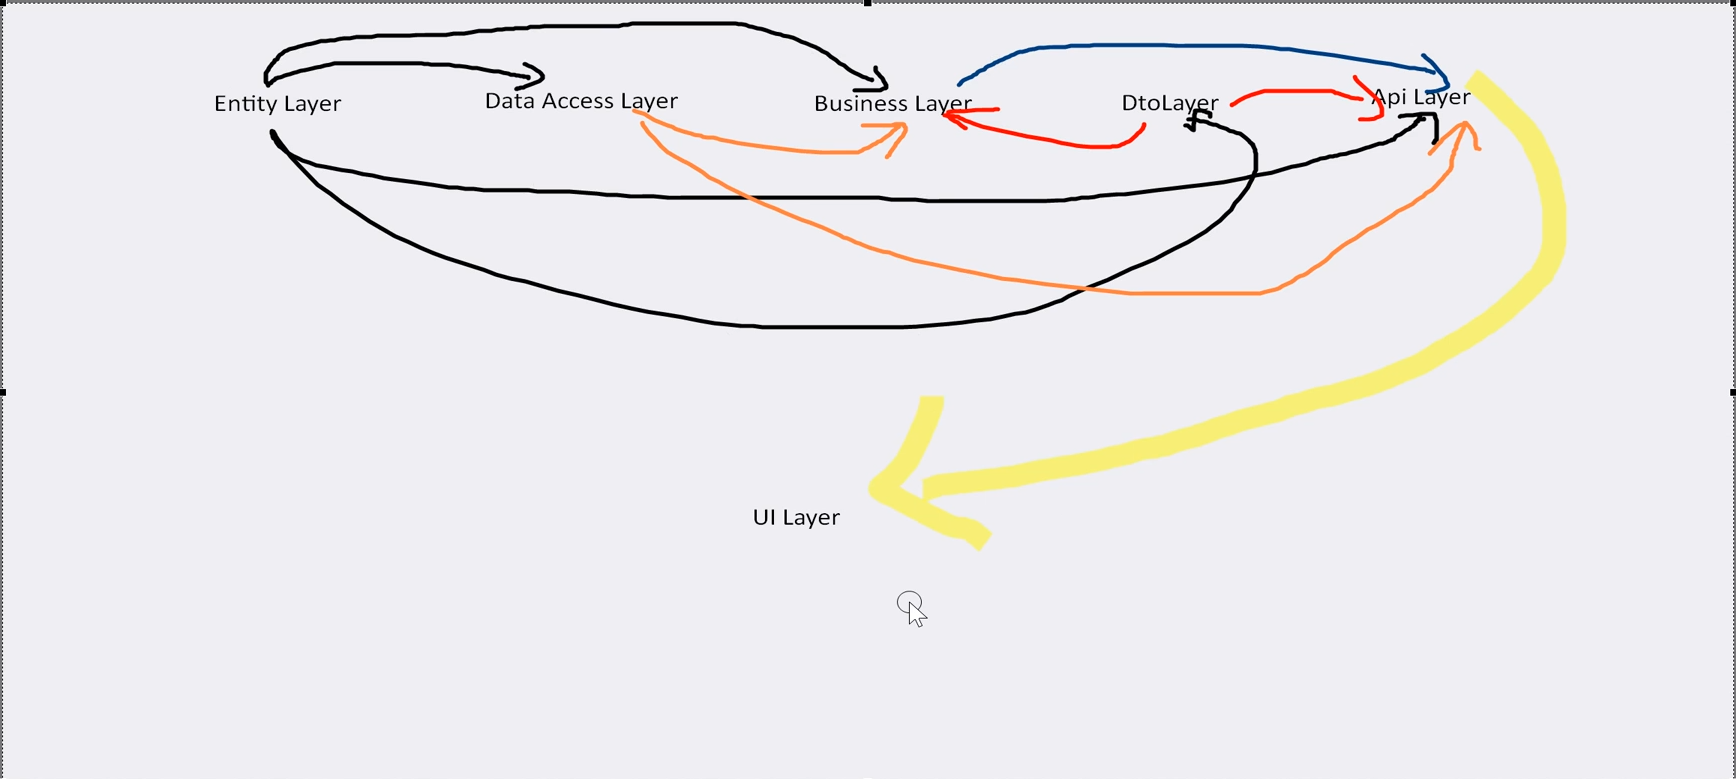 Entity Layer
Data Access Layer
Business Layer
DtoLayer
Api Layer
UI Layer